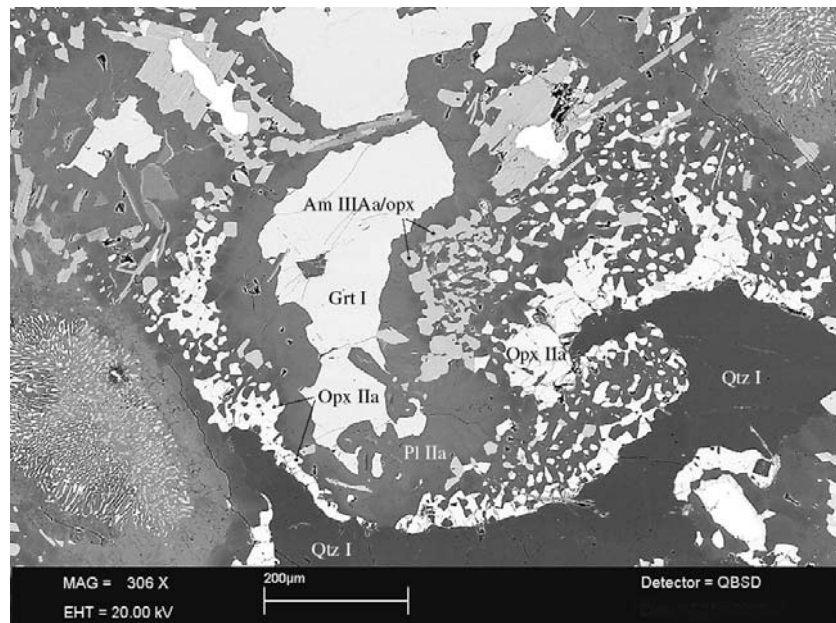 Am IIIAa/opx
Grt I
Opx IIa
Qtz I
Opx IIa
Pl IIa
Qtz I
MAG = 306 X
200μm
Detector = QBSD
EHT = 20.00 kV